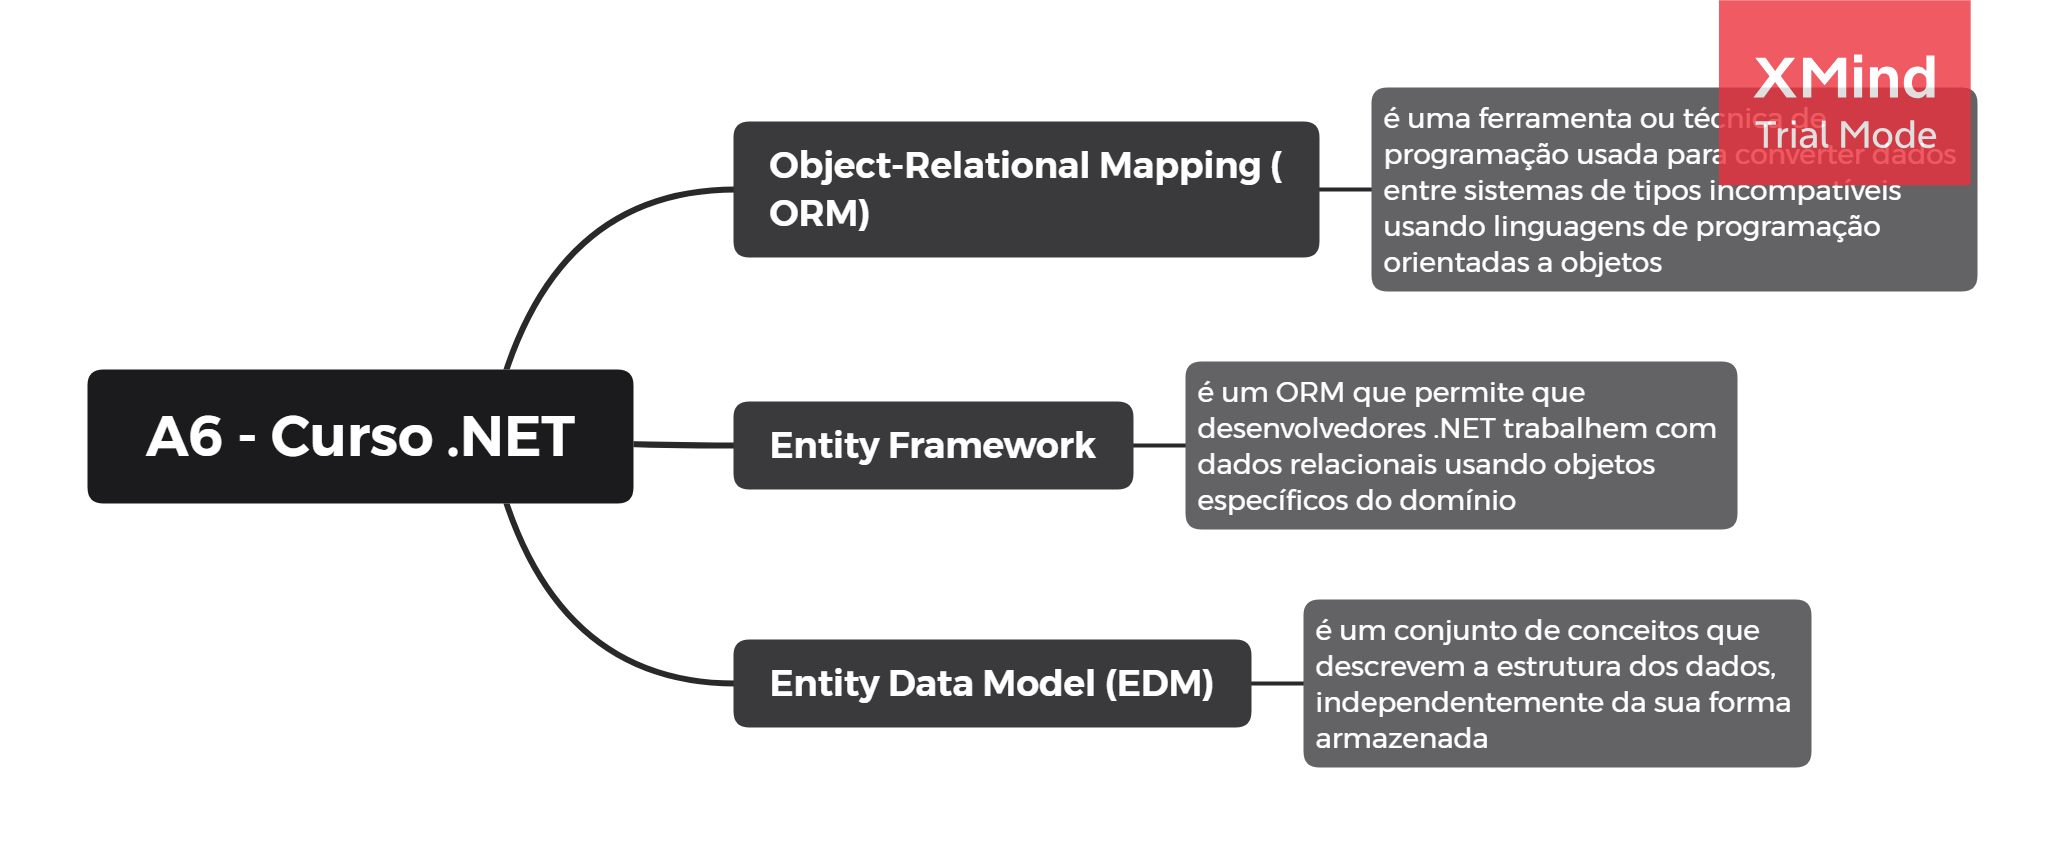 XMind
Trial Mode
Object-Relational Mapping (
ORM)
é uma ferramenta ou técnica de
programação usada para converter dados
entre sistemas de tipos incompatíveis
usando linguagens de programação
orientadas a objetos
A6 - Curso .NET
Entity Framework
é um ORM que permite que
desenvolvedores .NET trabalhem com
dados relacionais usando objetos
específicos do domínio
Entity Data Model (EDM)
é um conjunto de conceitos que
descrevem a estrutura dos dados,
independentemente da sua forma
armazenada